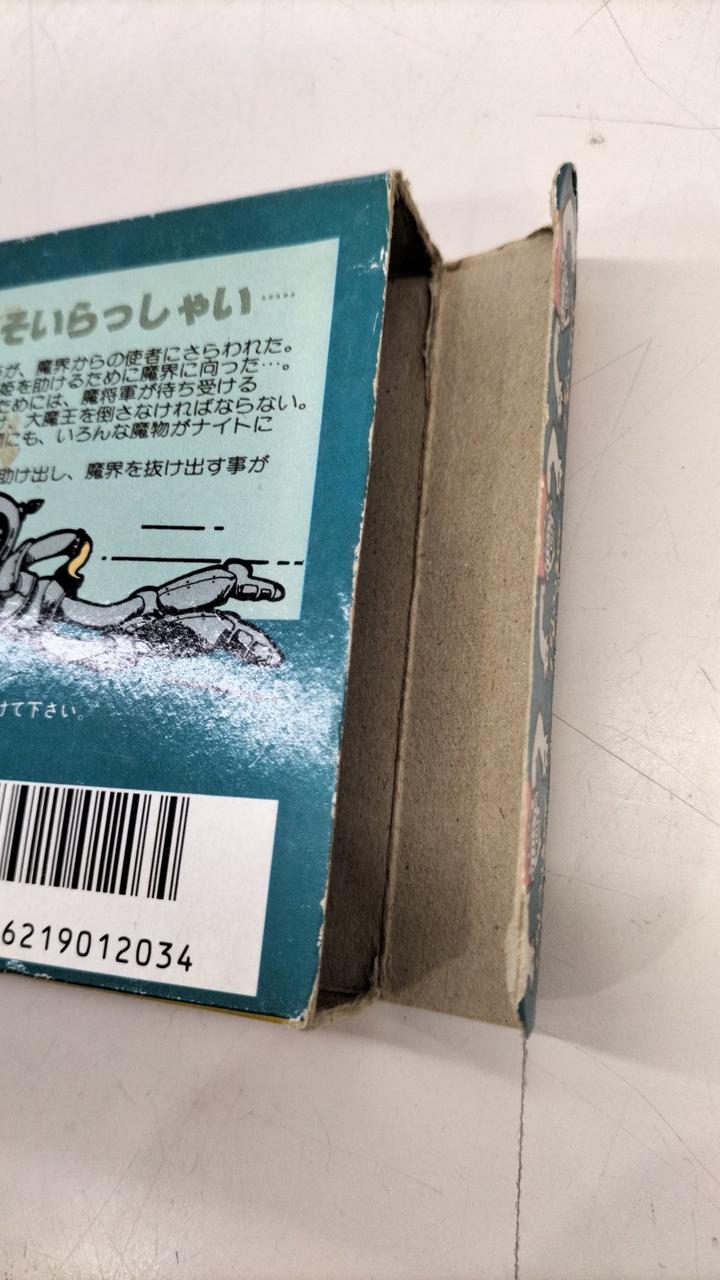 そいらっしゃい……
が、魔界からの使者にさらわれた。
姫を助けるために魔界に向った…。
ためには、魔将軍が待ち受ける
、大魔王を倒さなければならない。
にも、いろんな魔物がナイトに
助け出し、魔界を抜け出す事が
けて下さい。
6219012034